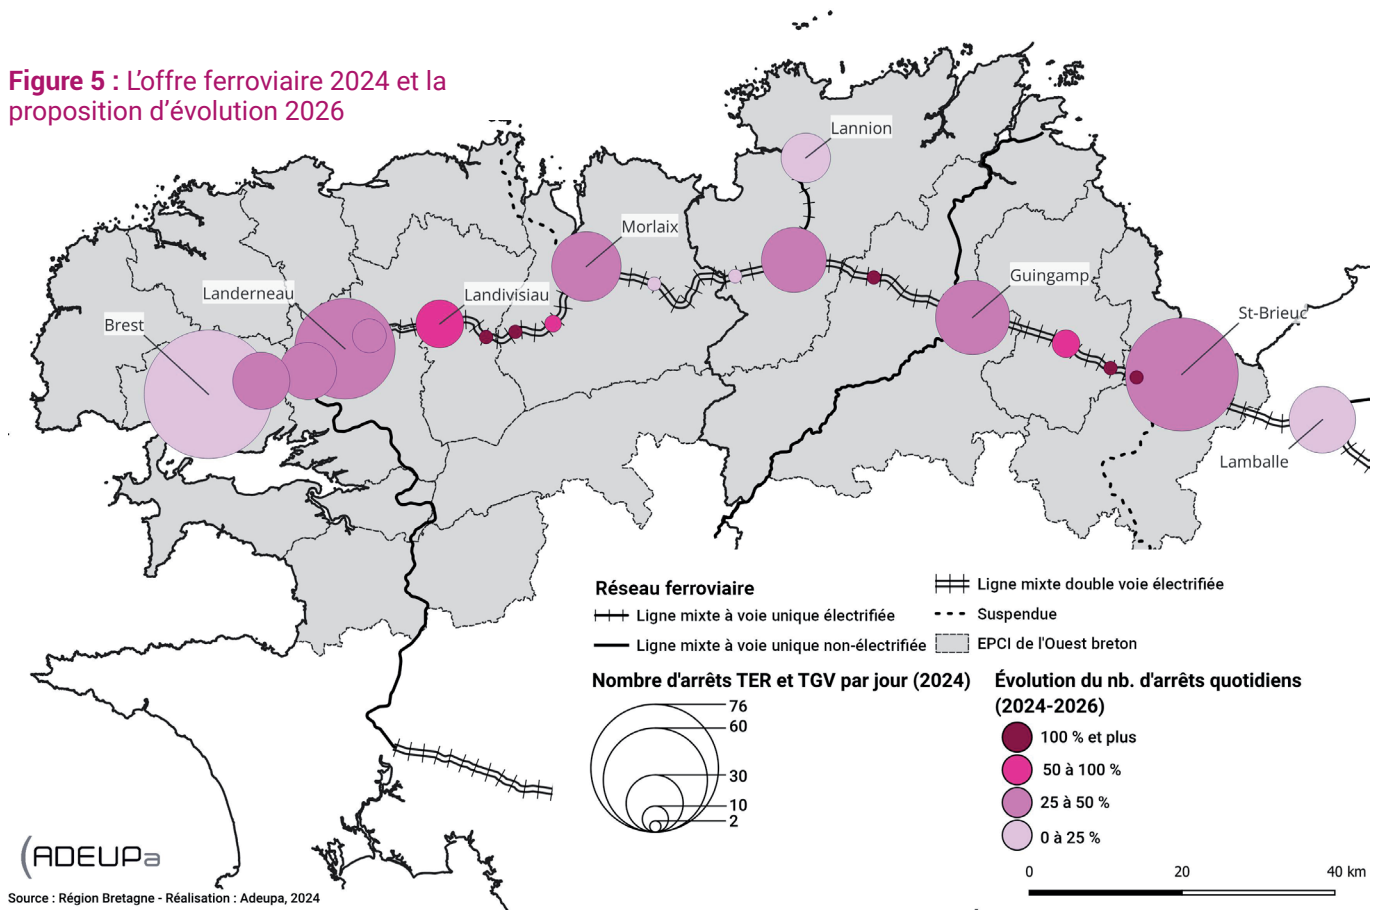 Figure 5 : L'offre ferroviaire 2024 et la
proposition d'évolution 2026
Lannion
Morlaix
Guingamp
Landerneau
Landivisiau
St-Brieuc
Brest
Lamballe
Réseau ferroviaire
Ligne mixte à voie unique électrifiée
Ligne mixte à voie unique non-électrifiée
Ligne mixte double voie électrifiée
Suspendue
EPCI de l'Ouest breton
Nombre d'arrêts TER et TGV par jour (2024)
76
60
30
10
2
Évolution du nb. d'arrêts quotidiens
(2024-2026)
100 % et plus
50 à 100 %
25 à 50 %
0 à 25 %
0 20 40 km
ADEUPa
Source : Région Bretagne - Réalisation : Adeupa, 2024